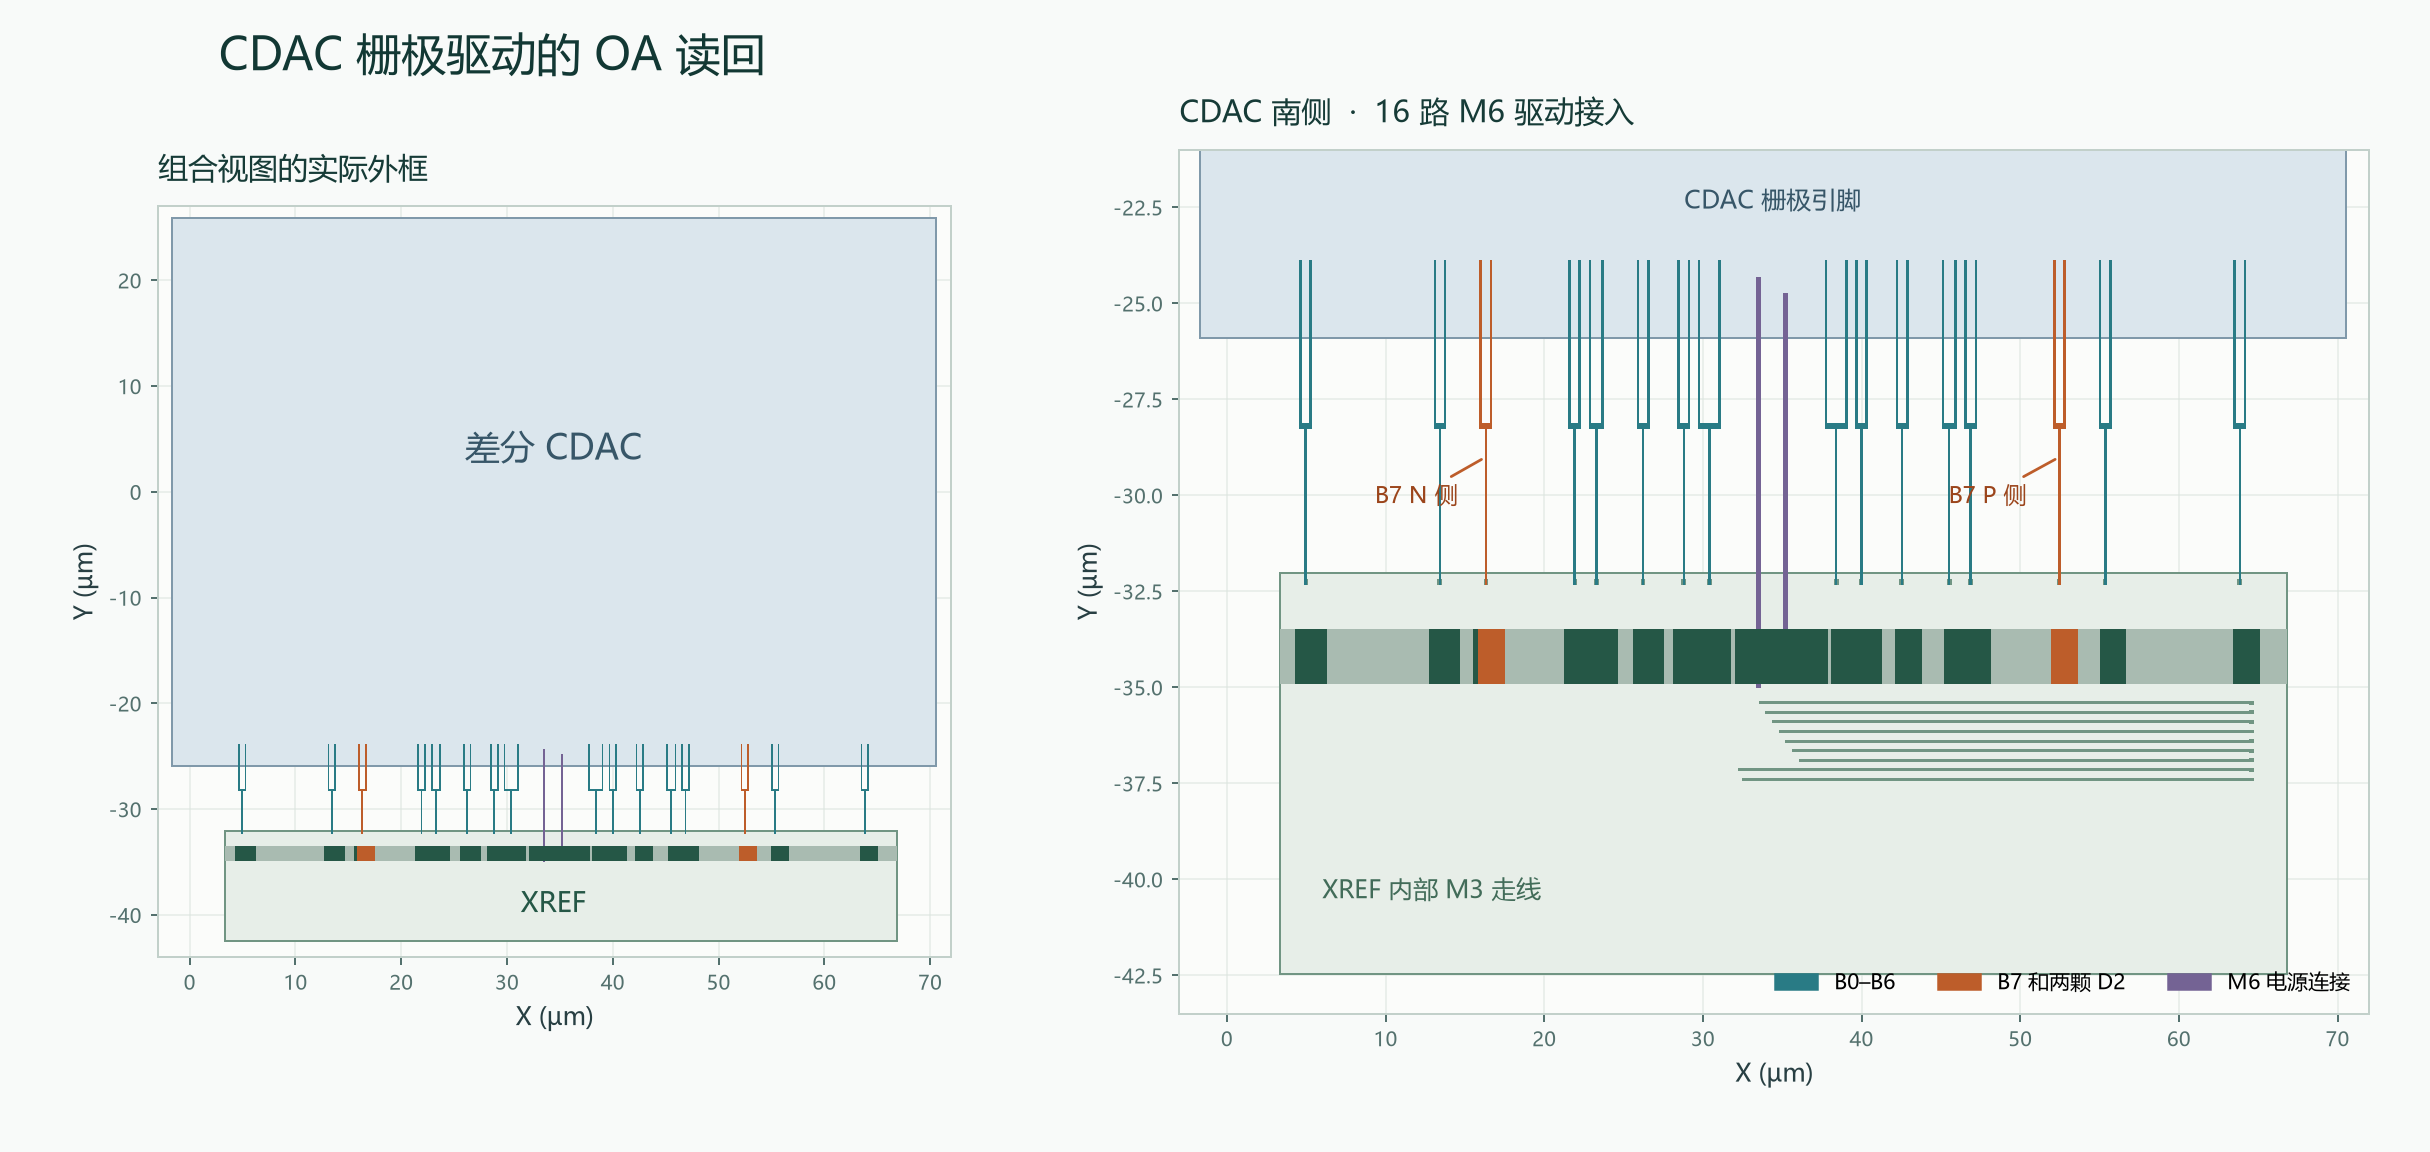 CDAC 栅极驱动的 OA 读回
组合视图的实际外框
差分 CDAC
XREF
20
10
0
-10
-20
-30
-40
Y (µm)
0 10 20 30 40 50 60 70
X (µm)
CDAC 南侧 · 16 路 M6 驱动接入
CDAC 栅极引脚
B7 N 侧
B7 P 侧
XREF 内部 M3 走线
B0–B6
B7 和两颗 D2
M6 电源连接
-22.5
-25.0
-27.5
-30.0
-32.5
-35.0
-37.5
-40.0
-42.5
Y (µm)
0 10 20 30 40 50 60 70
X (µm)